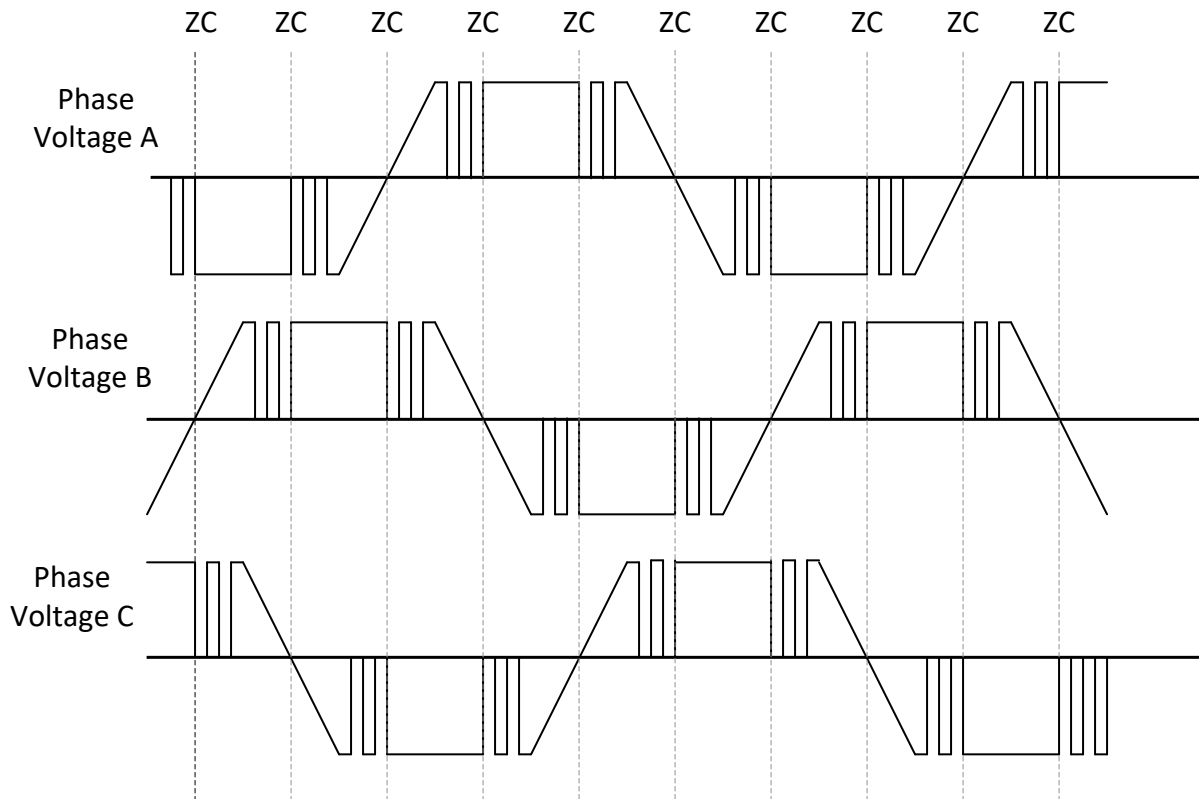 ZC ZC ZC ZC ZC ZC ZC ZC ZC ZC
Phase
Voltage A
Phase
Voltage B
Phase
Voltage C